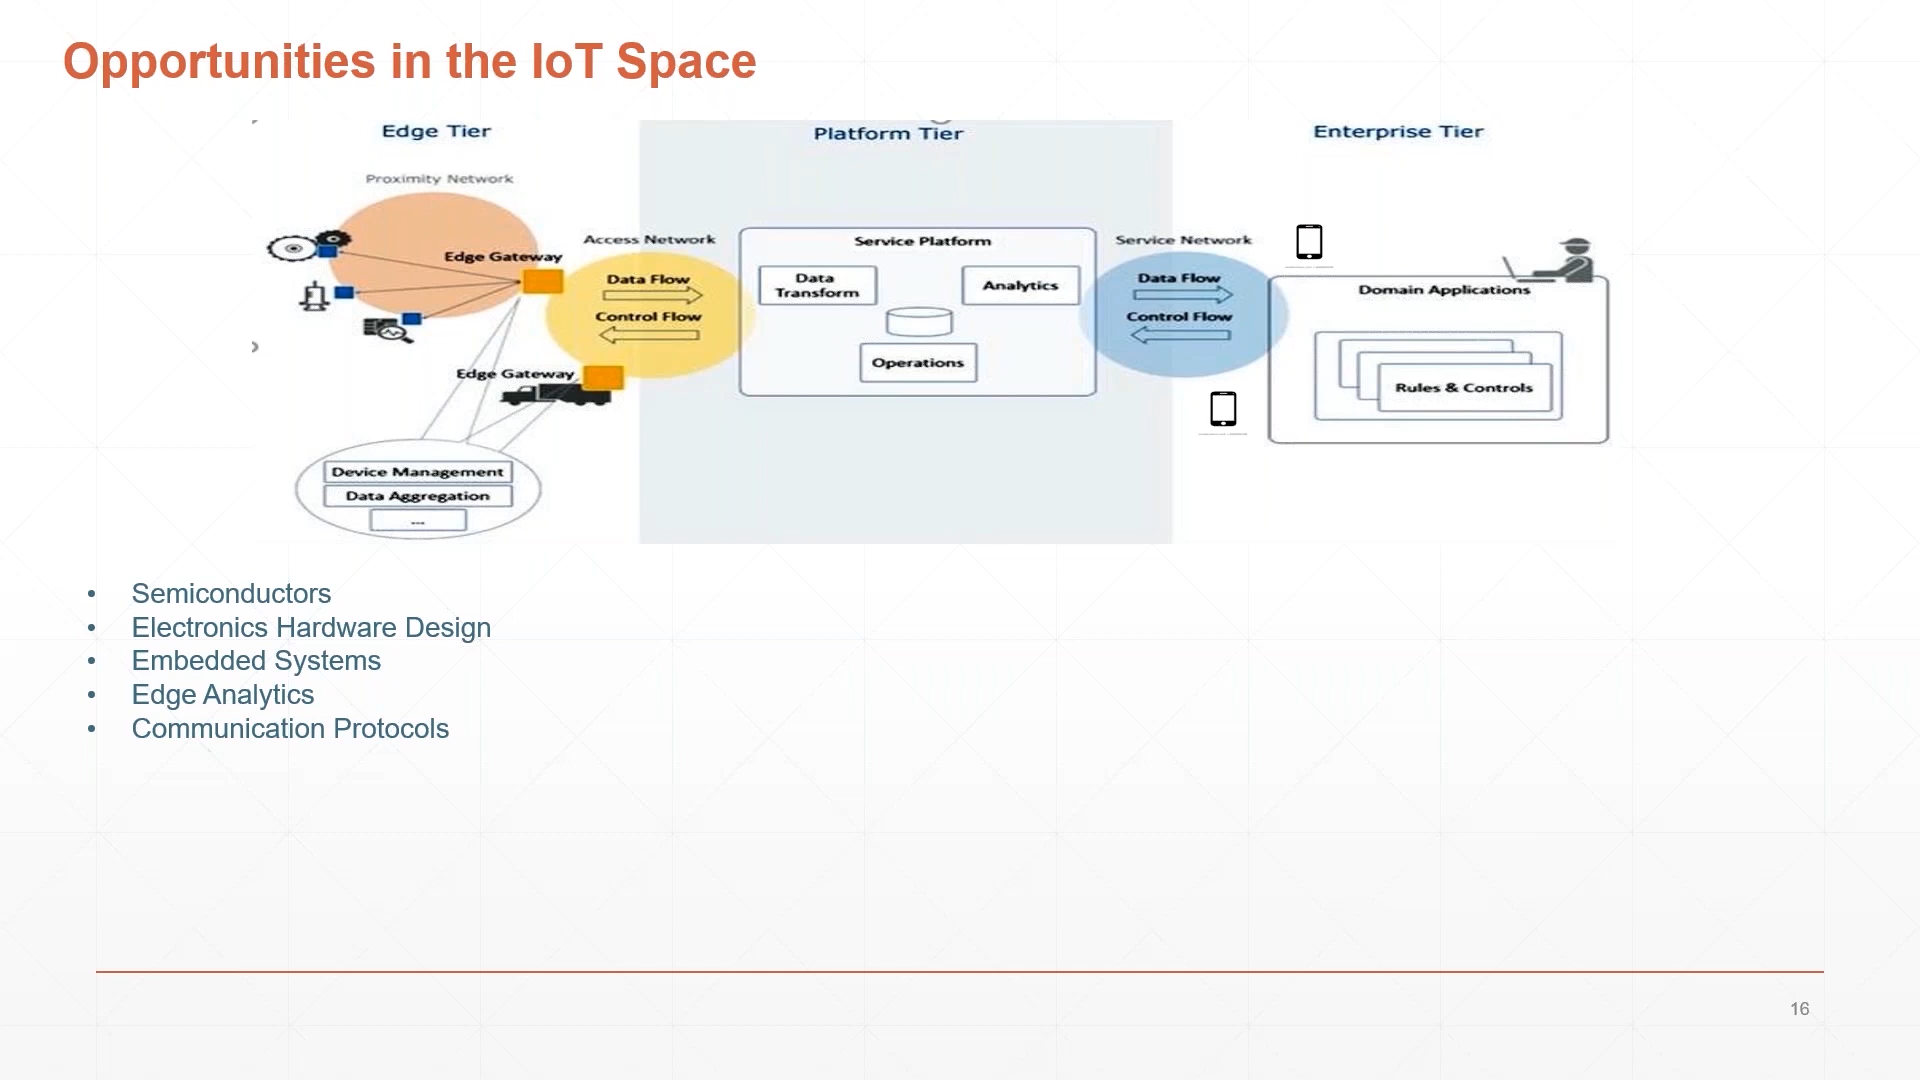 Opportunities in the IoT Space
Edge Tier
Platform Tier
Enterprise Tier
Proximity Network
Edge Gateway
Access Network
Data Flow
Control Flow
Edge Gateway
Device Management
Data Aggregation
...
Service Platform
Data
Transform
Analytics
Operations
Service Network
Data Flow
Control Flow
Domain Applications
Rules & Controls
• Semiconductors
• Electronics Hardware Design
• Embedded Systems
• Edge Analytics
• Communication Protocols
16